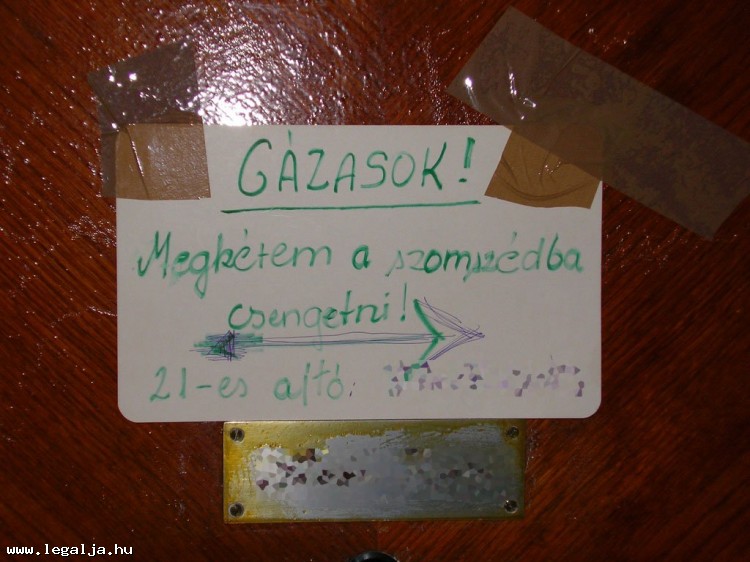 GÁZASOK!
Megkérem a szomszédba
csengetni!
21-es ajtó:
www.legalja.hu